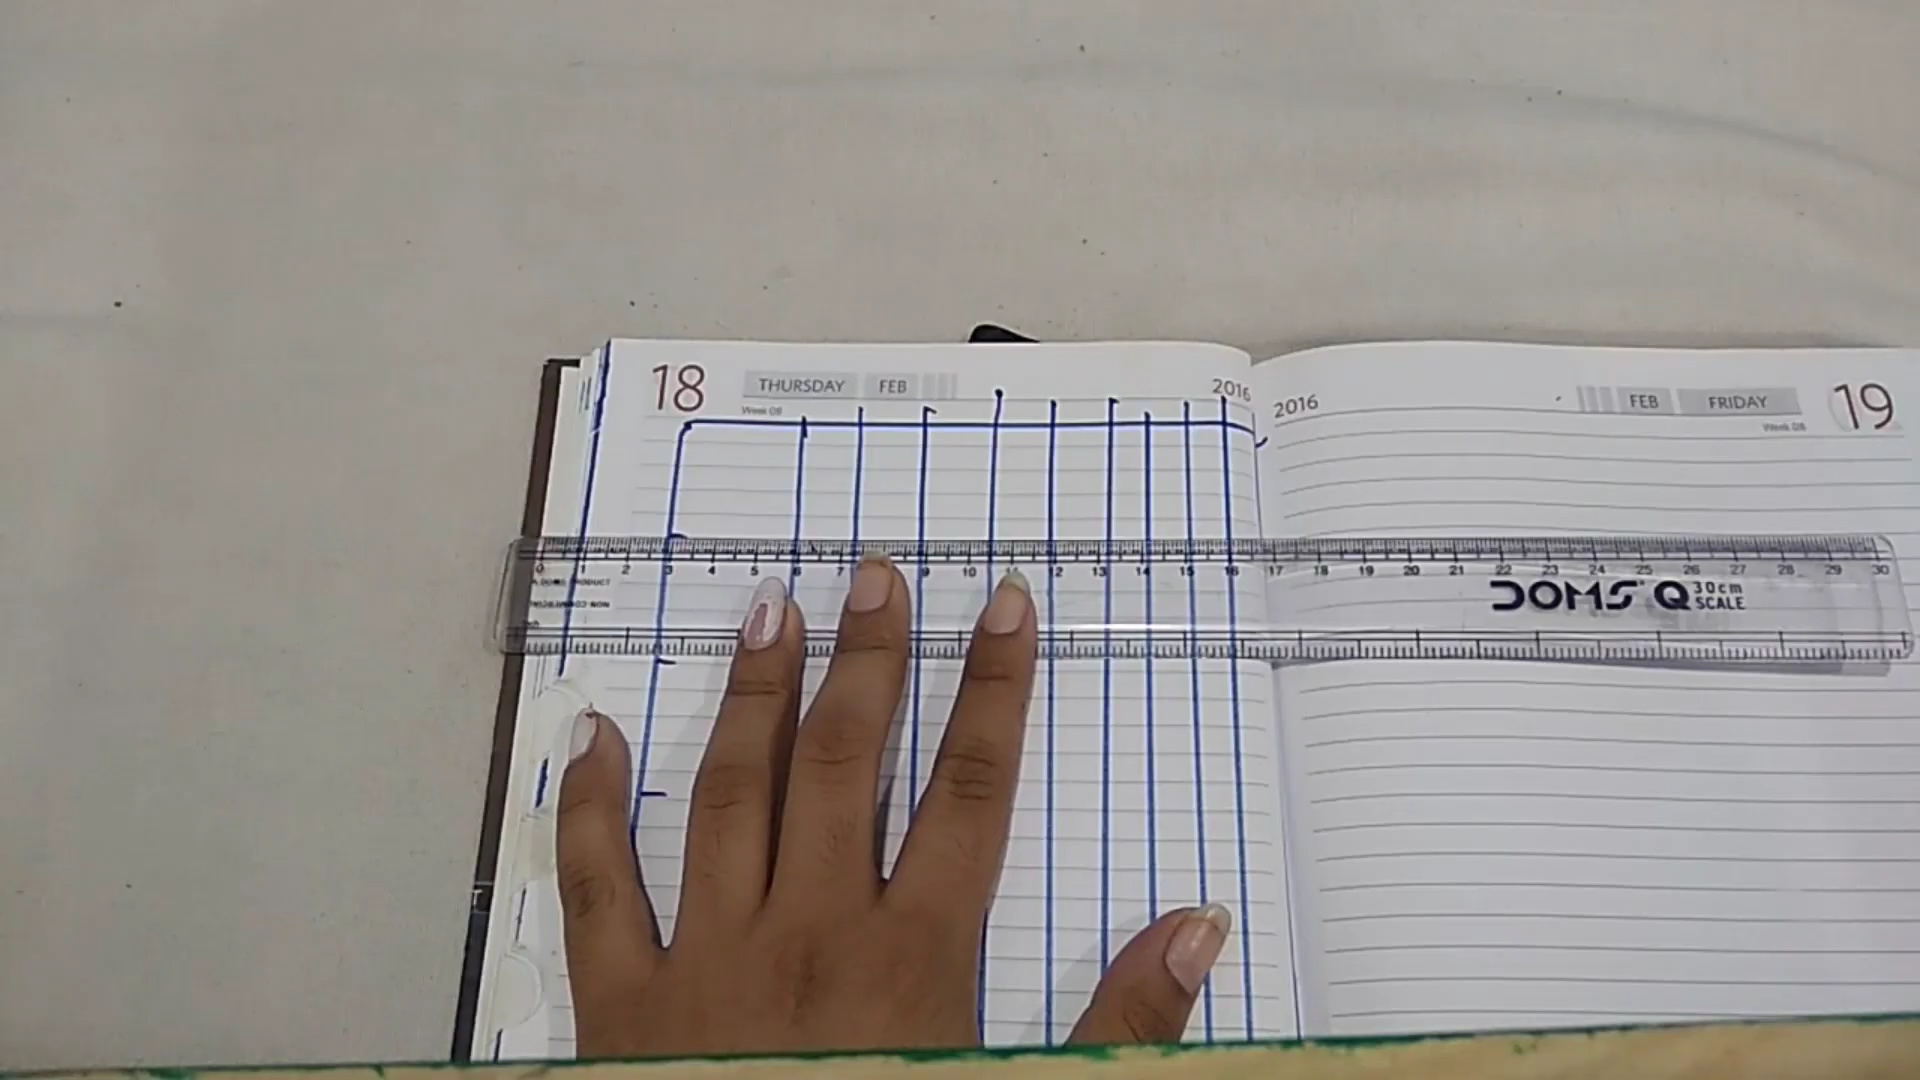 18 THURSDAY FEB 2016
Week 08
2016 FEB FRIDAY 19
Week 08
0 1 2 3 4 5 6 7 9 10 11 12 13 14 15 16 17 18 19 20 21 22 23 24 25 26 27 28 29 30
A DOMS PRODUCT
DOMS Q 30cm
SCALE
T